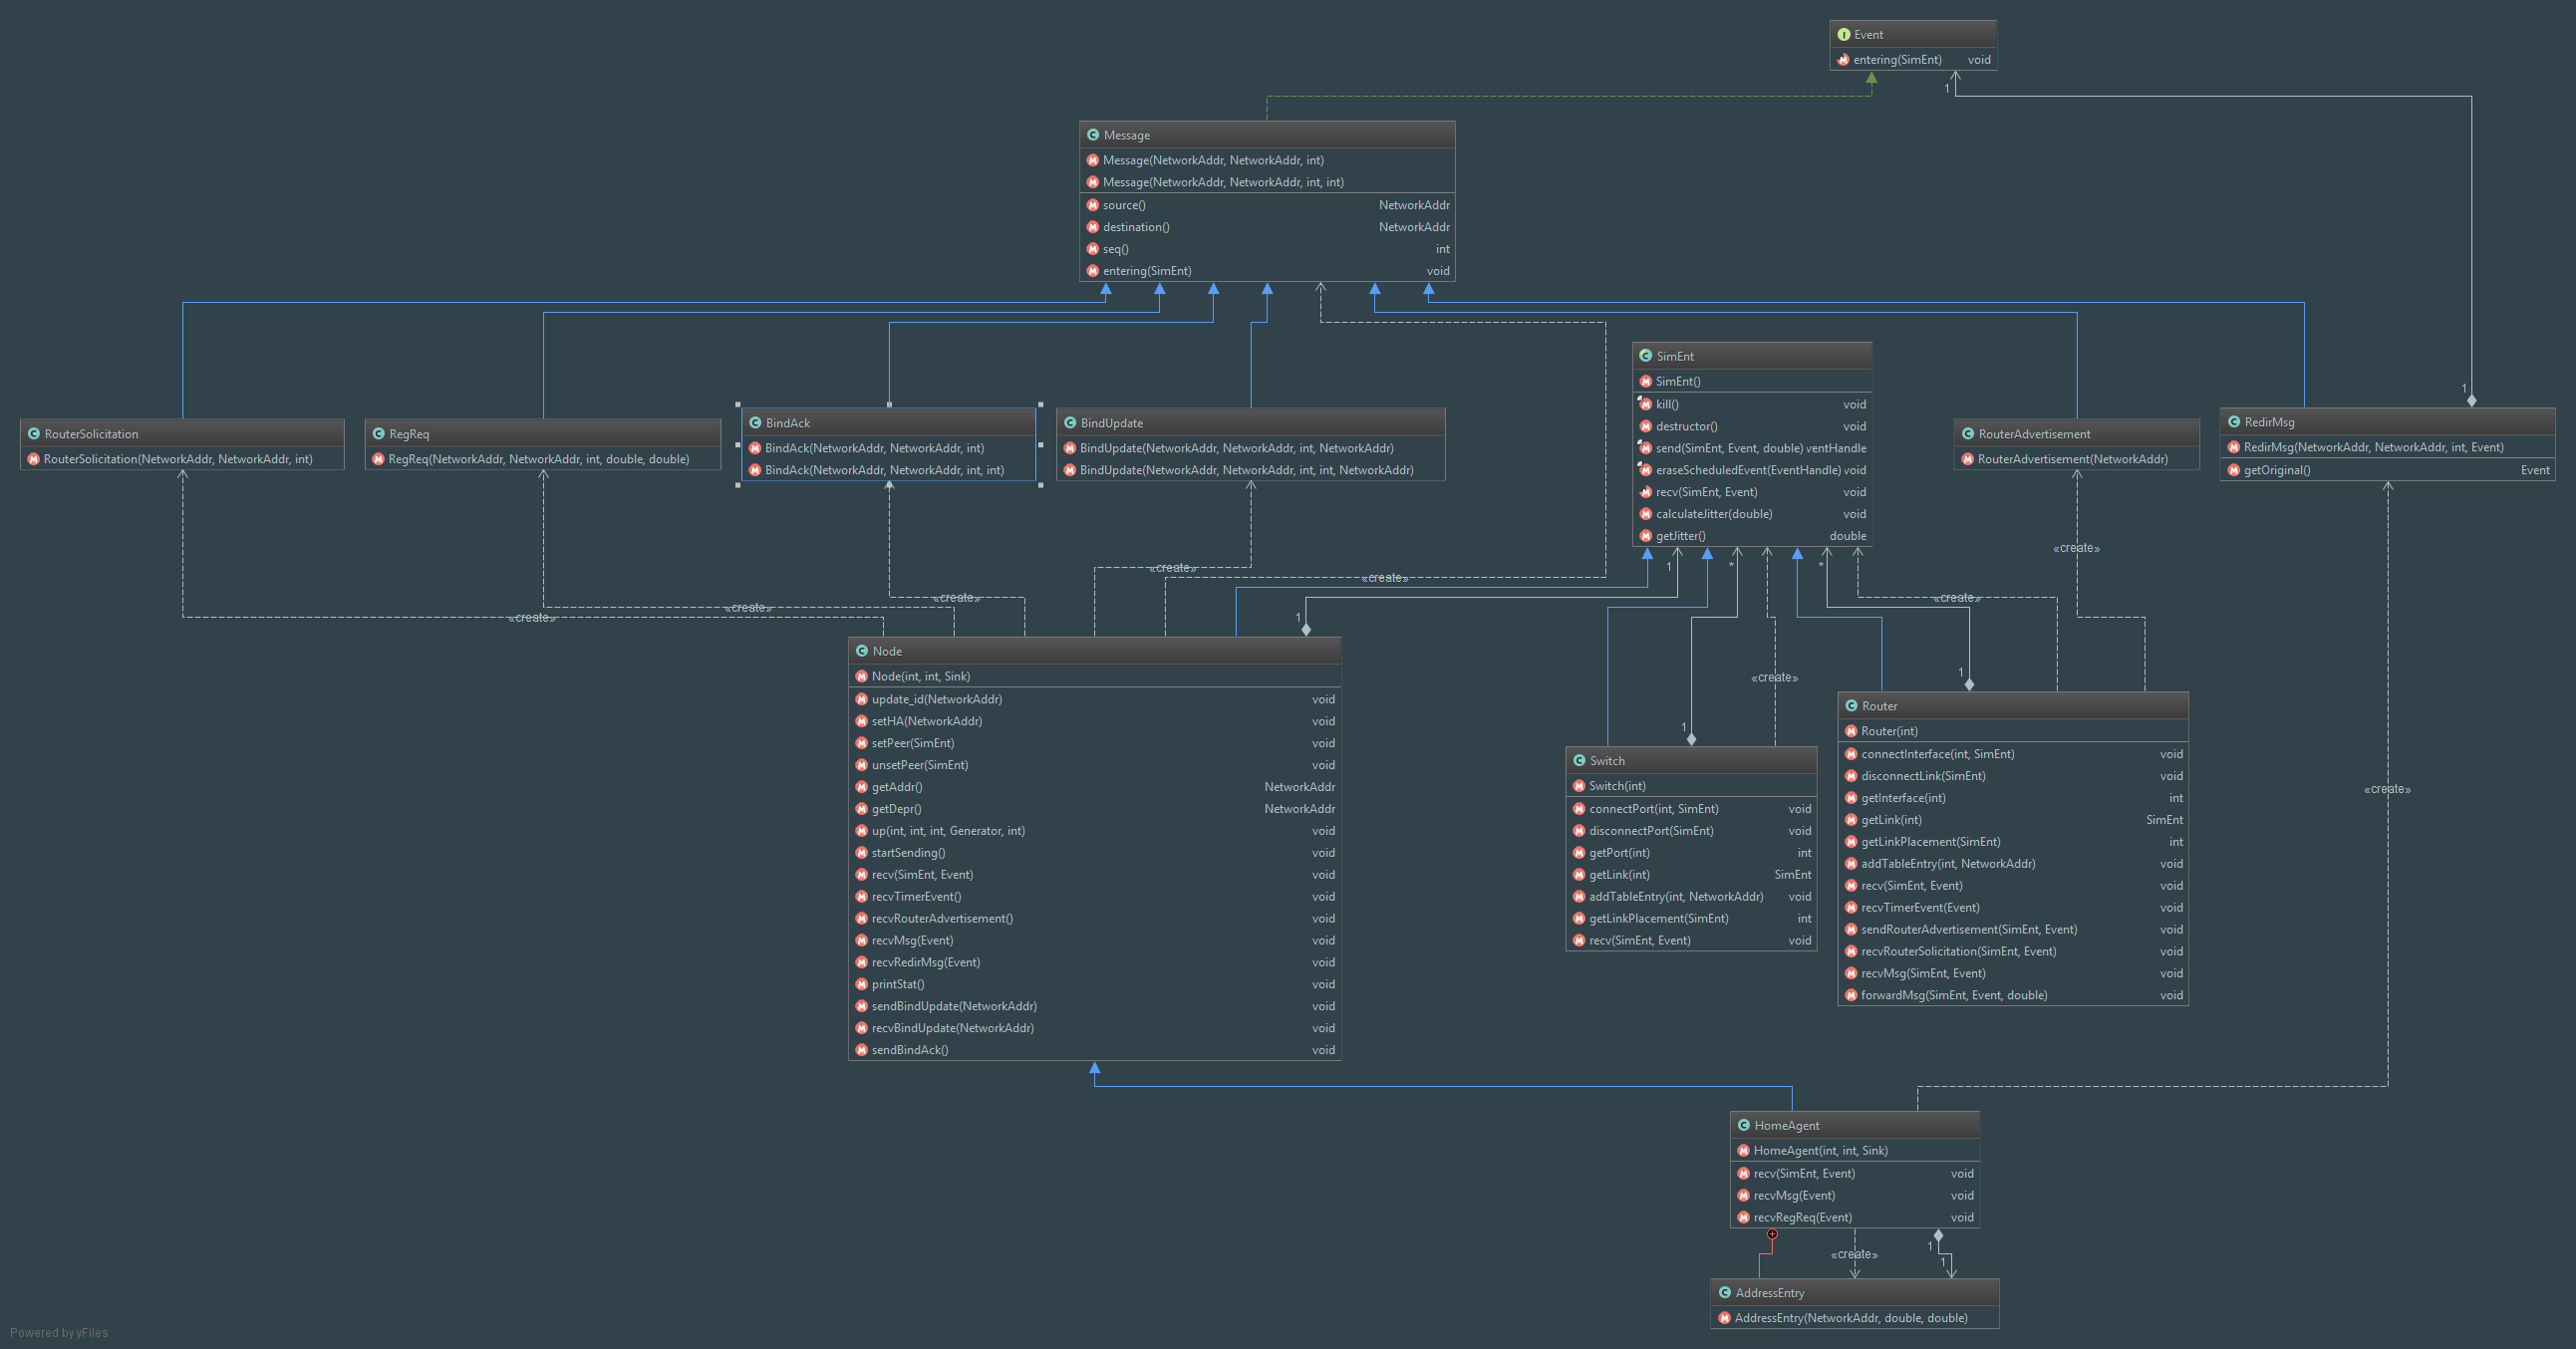 Event
entering(SimEnt) void
1
Message
Message(NetworkAddr, NetworkAddr, int)
Message(NetworkAddr, NetworkAddr, int, int)
source() NetworkAddr
destination() NetworkAddr
seq() int
entering(SimEnt) void
1
RouterSolicitation
RouterSolicitation(NetworkAddr, NetworkAddr, int)
RegReq
RegReq(NetworkAddr, NetworkAddr, int, double, double)
BindAck
BindAck(NetworkAddr, NetworkAddr, int)
BindAck(NetworkAddr, NetworkAddr, int, int)
BindUpdate
BindUpdate(NetworkAddr, NetworkAddr, int, NetworkAddr)
BindUpdate(NetworkAddr, NetworkAddr, int, int, NetworkAddr)
SimEnt
SimEnt()
kill() void
destructor() void
send(SimEnt, Event, double) ventHandle
eraseScheduledEvent(EventHandle) void
recv(SimEnt, Event) void
calculateJitter(double) void
getJitter() double
RouterAdvertisement
RouterAdvertisement(NetworkAddr)
RedirMsg
RedirMsg(NetworkAddr, NetworkAddr, int, Event)
getOriginal() Event
«create»
1
*
*
«create»
«create»
«create»
«create»
«create»
«create»
1
Node
Node(int, int, Sink)
update_id(NetworkAddr) void
setHA(NetworkAddr) void
setPeer(SimEnt) void
unsetPeer(SimEnt) void
getAddr() NetworkAddr
getDepr() NetworkAddr
up(int, int, int, Generator, int) void
startSending() void
recv(SimEnt, Event) void
recvTimerEvent() void
recvRouterAdvertisement() void
recvMsg(Event) void
recvRedirMsg(Event) void
printStat() void
sendBindUpdate(NetworkAddr) void
recvBindUpdate(NetworkAddr) void
sendBindAck() void
«create»
1
Switch
Switch(int)
connectPort(int, SimEnt) void
disconnectPort(SimEnt) void
getPort(int) int
getLink(int) SimEnt
addTableEntry(int, NetworkAddr) void
getLinkPlacement(SimEnt) int
recv(SimEnt, Event) void
1
Router
Router(int)
connectInterface(int, SimEnt) void
disconnectLink(SimEnt) void
getInterface(int) int
getLink(int) SimEnt
getLinkPlacement(SimEnt) int
addTableEntry(int, NetworkAddr) void
recv(SimEnt, Event) void
recvTimerEvent(Event) void
sendRouterAdvertisement(SimEnt, Event) void
recvRouterSolicitation(SimEnt, Event) void
recvMsg(SimEnt, Event) void
forwardMsg(SimEnt, Event, double) void
«create»
HomeAgent
HomeAgent(int, int, Sink)
recv(SimEnt, Event) void
recvMsg(Event) void
recvRegReq(Event) void
«create»
1
1
AddressEntry
AddressEntry(NetworkAddr, double, double)
Powered by yFiles